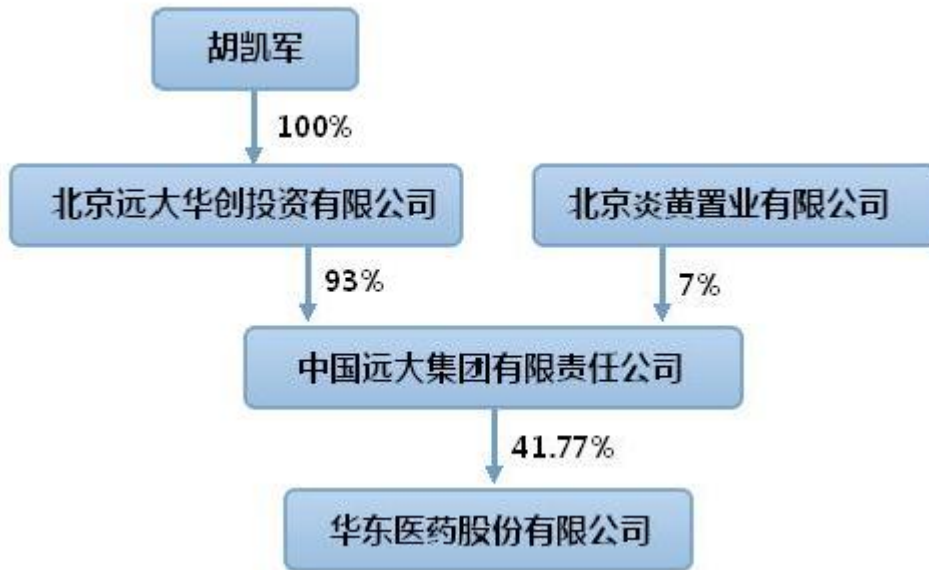 胡凯军
100%
北京远大华创投资有限公司
北京炎黄置业有限公司
93%
7%
中国远大集团有限责任公司
41.77%
华东医药股份有限公司